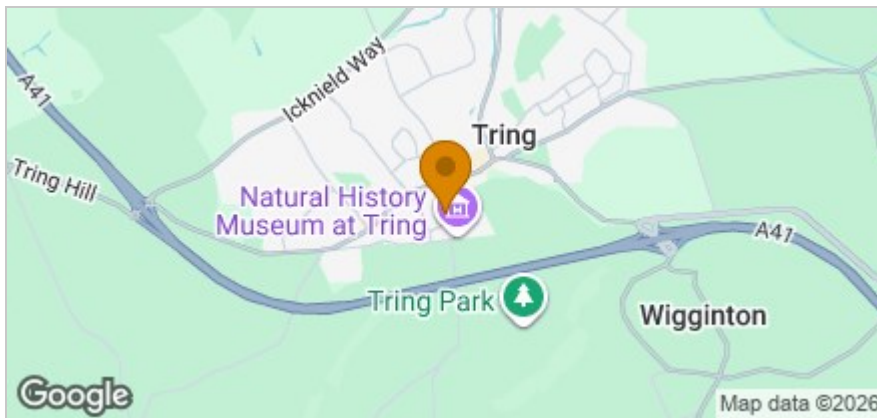 A41
Icknield Way
Tring
Tring Hill
Natural History
Museum at Tring
A41
Tring Park
Wigginton
Google
Map data ©2026